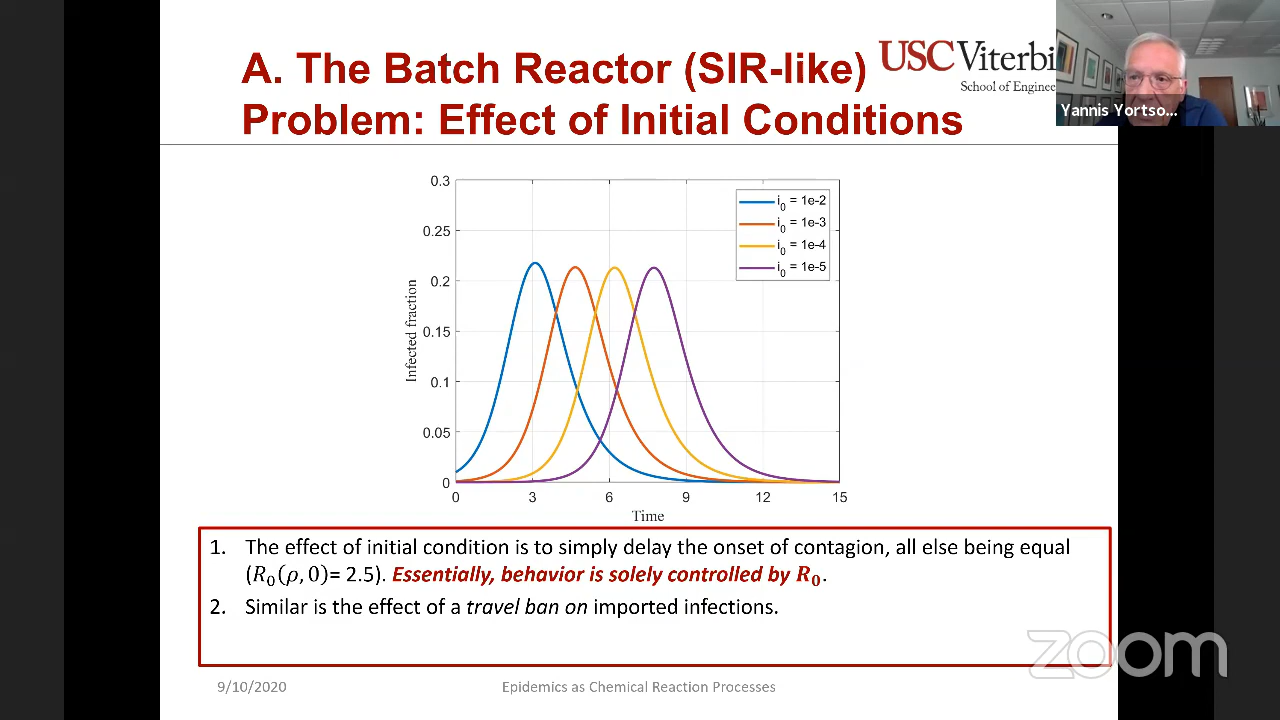 A. The Batch Reactor (SIR-like)
Problem: Effect of Initial Conditions
USC Viterbi
School of Enginee
Yannis Yortso...
0.3
0.25
0.2
0.15
0.1
0.05
0
Infected fraction
i0 = 1e-2
i0 = 1e-3
i0 = 1e-4
i0 = 1e-5
0 3 6 9 12 15
Time
1. The effect of initial condition is to simply delay the onset of contagion, all else being equal
(R0(ρ, 0)= 2.5). Essentially, behavior is solely controlled by R0.
2. Similar is the effect of a travel ban on imported infections.
zoom
9/10/2020
Epidemics as Chemical Reaction Processes